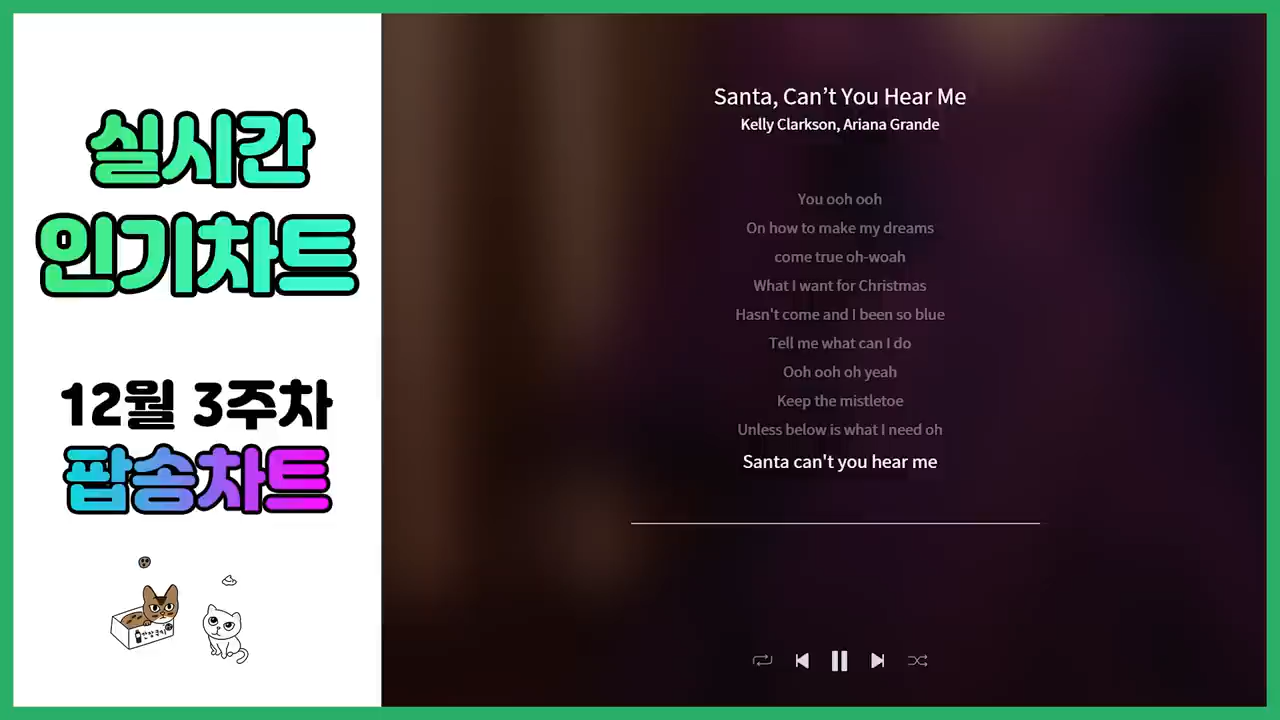 실시간
인기차트
12월 3주차
팝송차트
Santa, Can’t You Hear Me
Kelly Clarkson, Ariana Grande
You ooh ooh
On how to make my dreams
come true oh-woah
What I want for Christmas
Hasn't come and I been so blue
Tell me what can I do
Ooh ooh oh yeah
Keep the mistletoe
Unless below is what I need oh
Santa can't you hear me